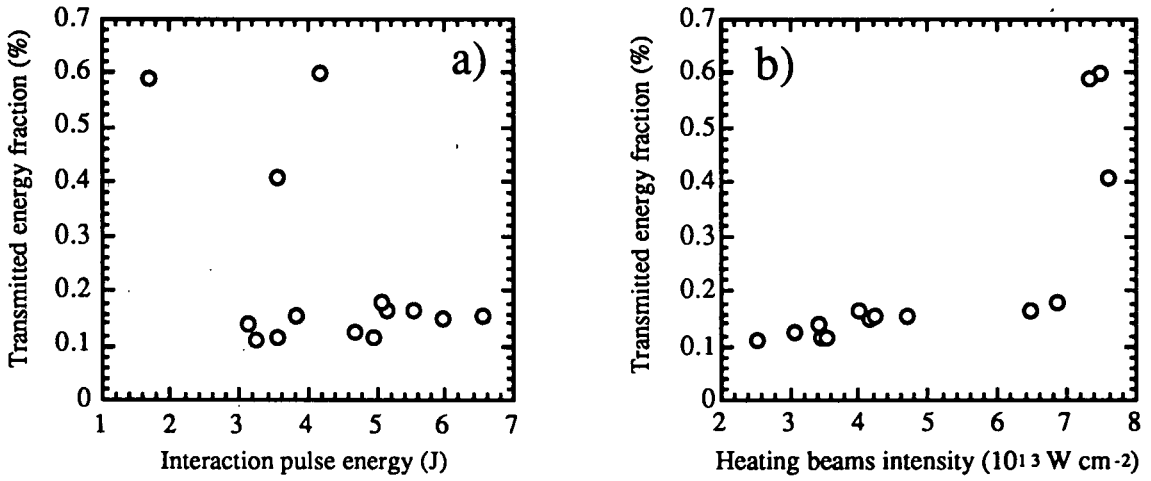 Transmitted energy fraction (%)
0.7
0.6
0.5
0.4
0.3
0.2
0.1
0
a)
1 2 3 4 5 6 7
Interaction pulse energy (J)
Transmitted energy fraction (%)
0.7
0.6
0.5
0.4
0.3
0.2
0.1
0
b)
2 3 4 5 6 7 8
Heating beams intensity (10¹³ W cm⁻²)